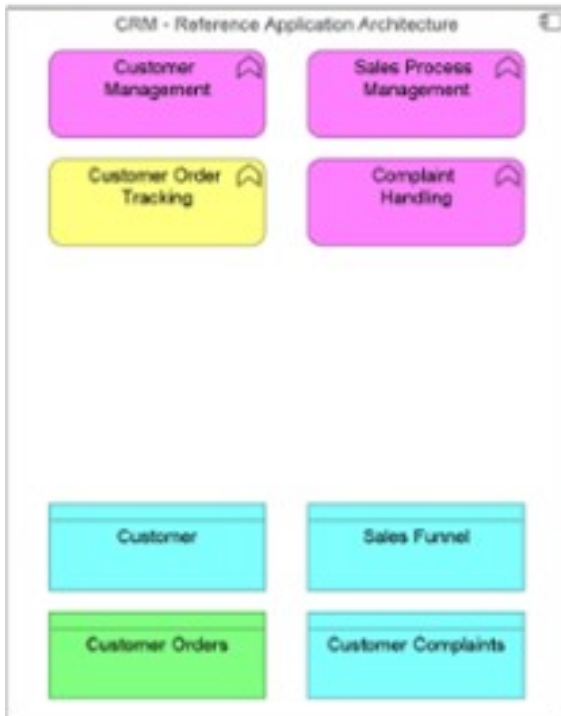 CRM - Reference Application Architecture
Customer
Management
Sales Process
Management
Customer Order
Tracking
Complaint
Handling
Customer
Sales Funnel
Customer Orders
Customer Complaints